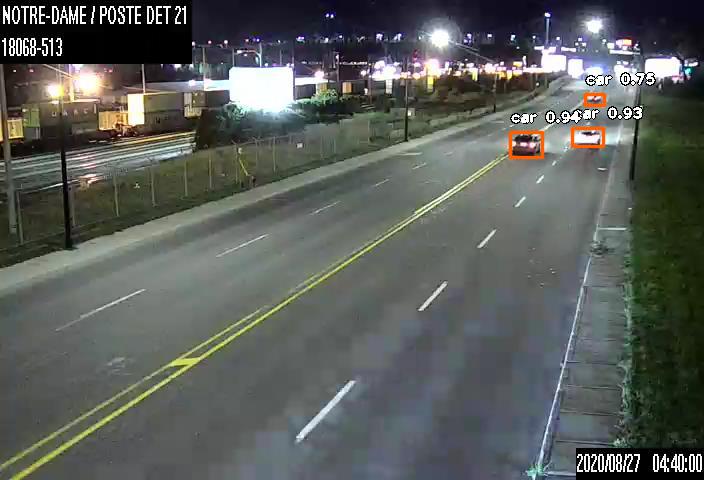 NOTRE-DAME / POSTE DET 21
18068-513
car 0.75
car 0.94
car 0.93
2020/08/27 04:40:00